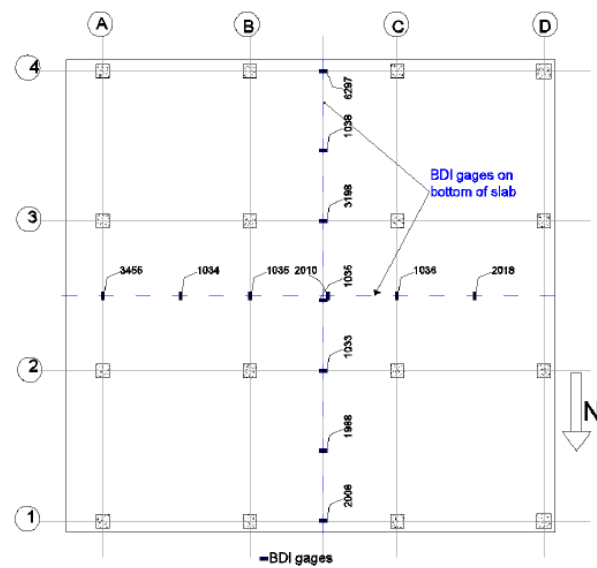 A B C D
4
6297
1038
BDI gages on
bottom of slab
3198
3
3455 1034 1035 2010 1035 1036 2018
1033
2
N
1988
2008
1
BDI gages